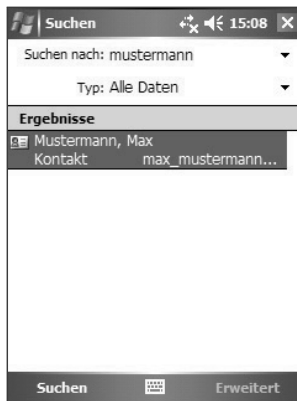 Suchen 15:08
Suchen nach: mustermann
Typ: Alle Daten
Ergebnisse
Mustermann, Max
Kontakt max_mustermann...
Suchen Erweitert